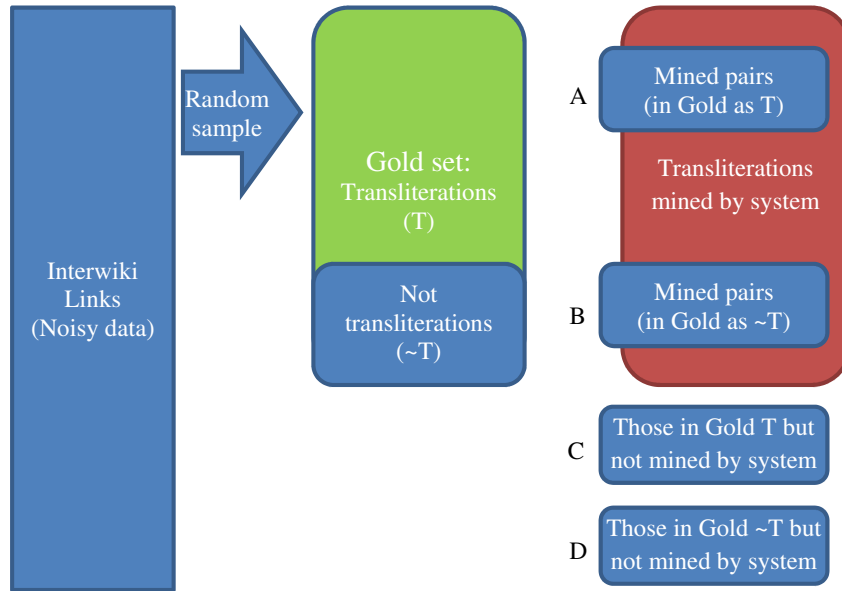 Interwiki
Links
(Noisy data)
Random
sample
Gold set:
Transliterations
(T)
Not
transliterations
(~T)
A
Mined pairs
(in Gold as T)
Transliterations
mined by system
B
Mined pairs
(in Gold as ~T)
C
Those in Gold T but
not mined by system
D
Those in Gold ~T but
not mined by system